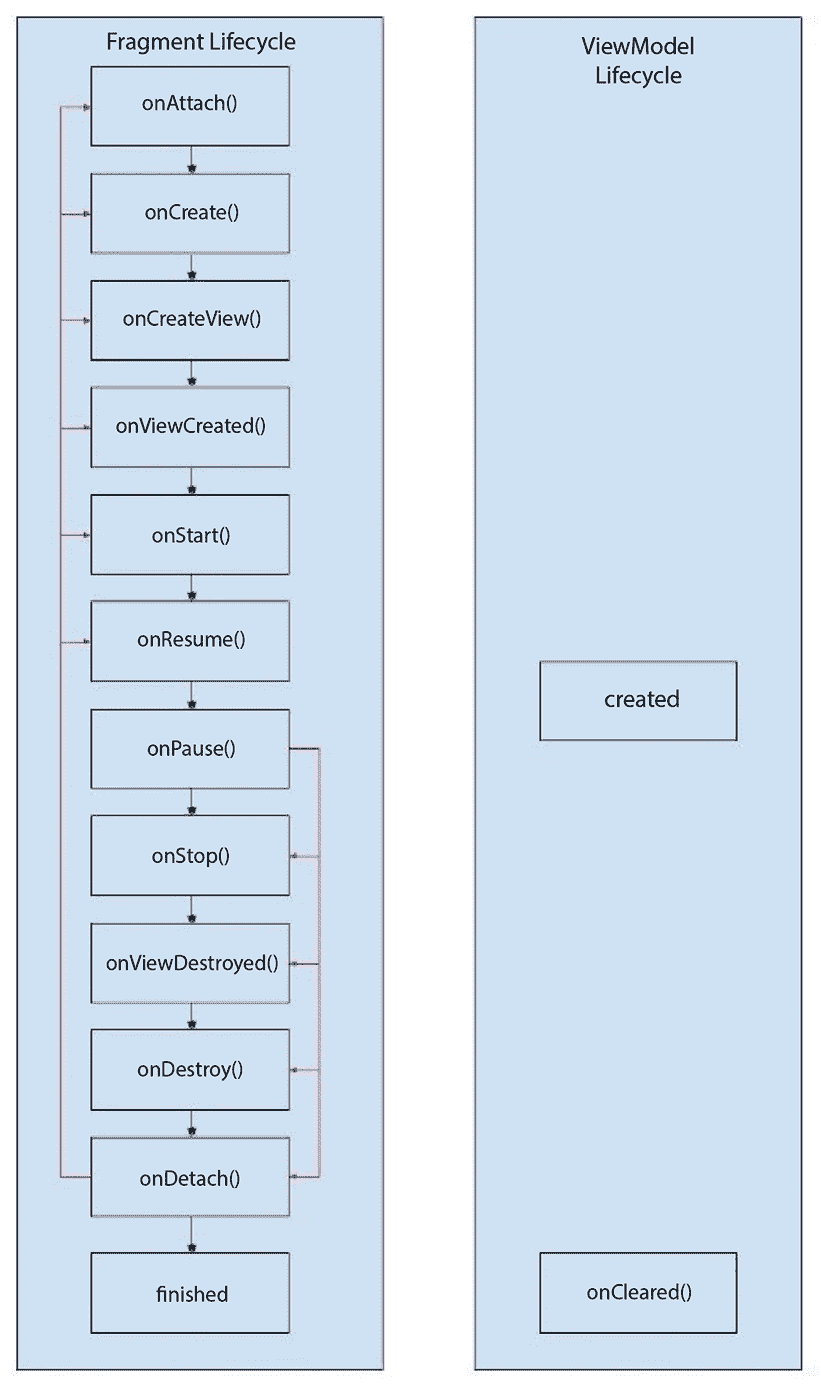 Fragment Lifecycle
onAttach()
onCreate()
onCreateView()
onViewCreated()
onStart()
onResume()
onPause()
onStop()
onViewDestroyed()
onDestroy()
onDetach()
finished
ViewModel
Lifecycle
created
onCleared()